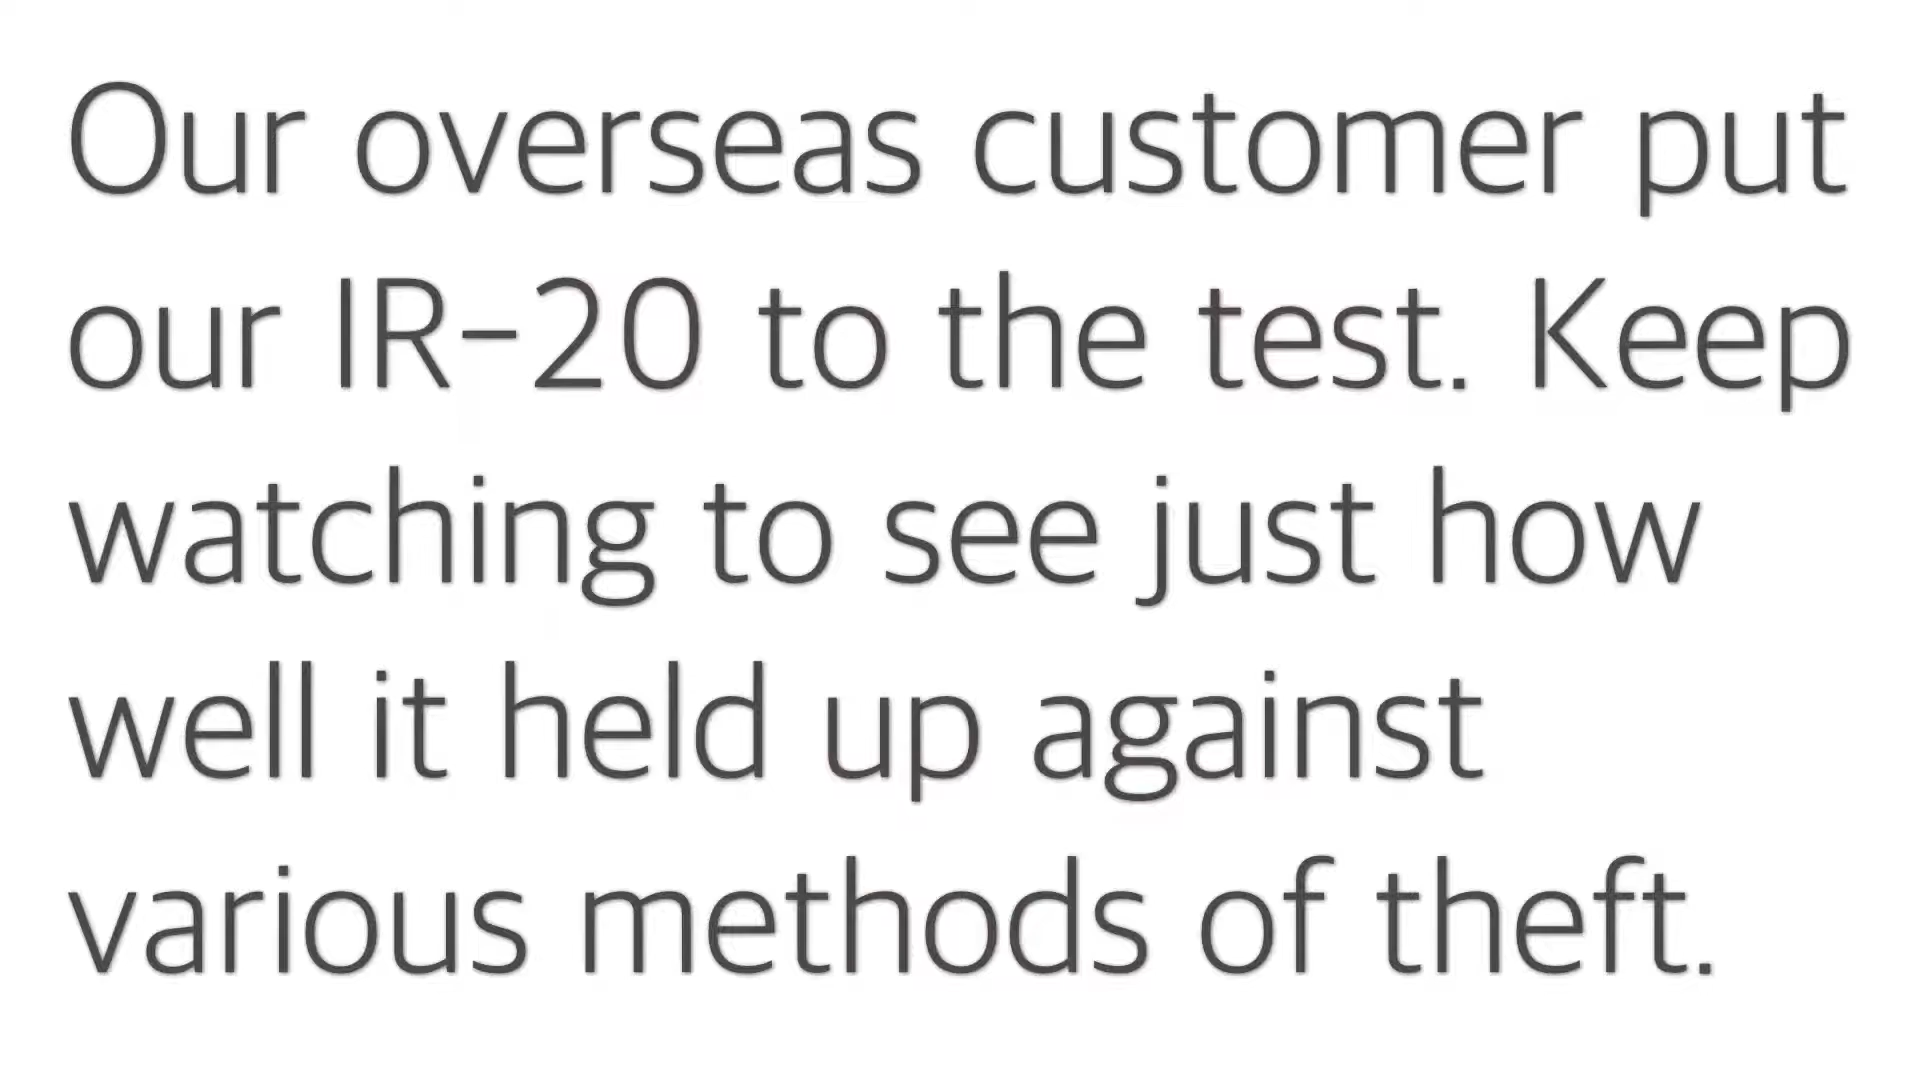 Our overseas customer put
our IR-20 to the test. Keep
watching to see just how
well it held up against
various methods of theft.